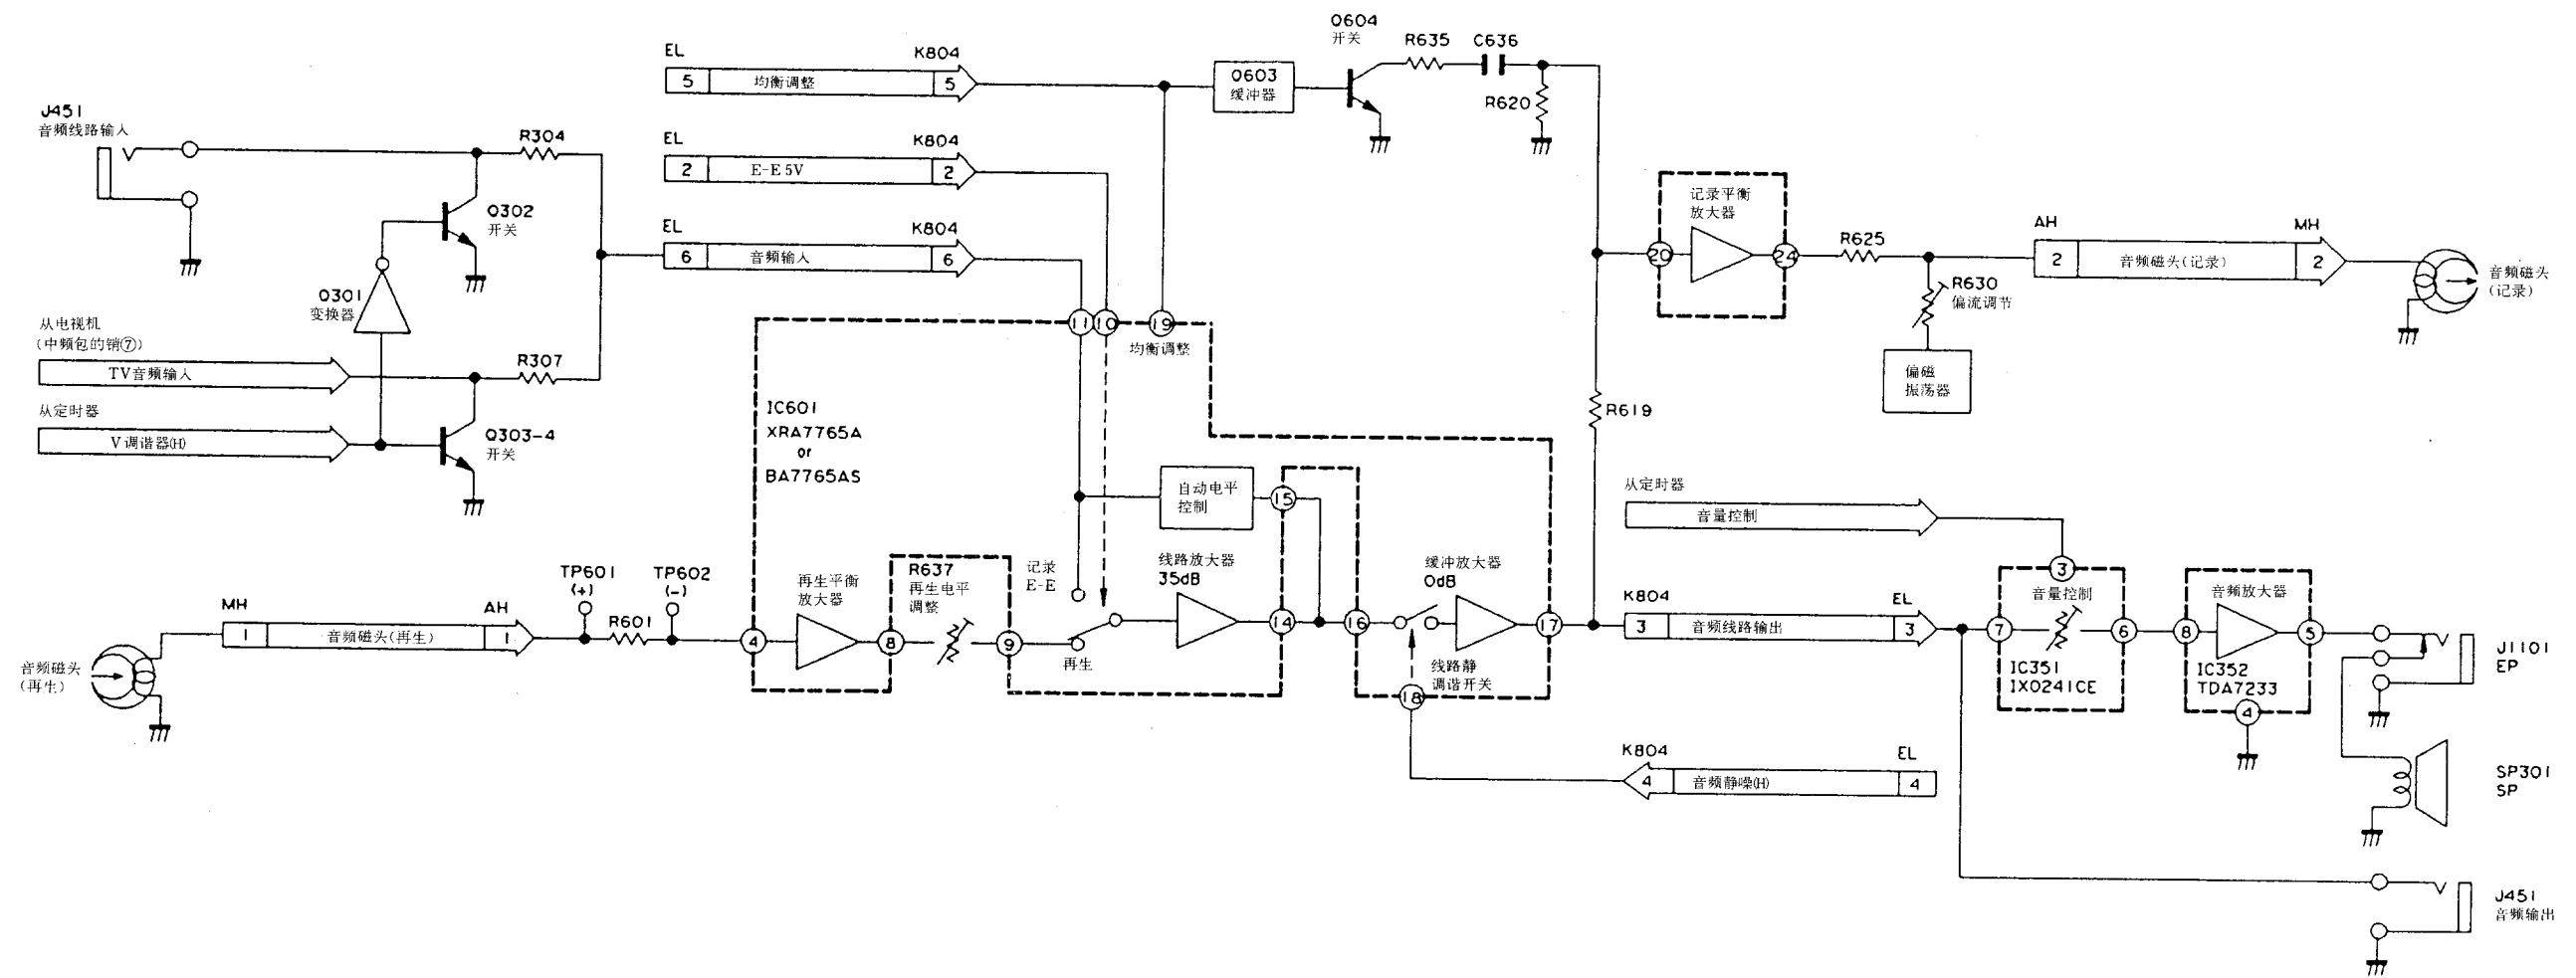 J451
音频线路输入
R304
Q302
开关
Q301
变换器
从电视机
(中频包的销⑦)
TV音频输入
R307
从定时器
V调谐器(H)
Q303-4
开关
EL
K804
5
均衡调整
5
EL
K804
2
E-E 5V
2
EL
K804
6
音频输入
6
Q603
缓冲器
Q604
开关
R635
C636
R620
记录平衡
放大器
20
24
R625
R630
偏流调节
偏磁
振荡器
AH
MH
2
音频磁头(记录)
2
音频磁头
(记录)
11
10
19
均衡调整
IC601
XRA7765A
or
BA7765AS
自动电平
控制
15
R619
音频磁头
(再生)
MH
AH
1
音频磁头(再生)
1
TP601
(+)
R601
TP602
(-)
4
再生平衡
放大器
8
R637
再生电平
调整
9
记录
E-E
再生
线路放大器
35dB
14
16
缓冲放大器
0dB
17
线路静
调谐开关
18
从定时器
音量控制
K804
EL
3
音频线路输出
3
3
音量控制
7
6
IC351
IX0241CE
音频放大器
8
5
IC352
TDA7233
4
J1101
EP
K804
EL
4
音频静噪(H)
4
SP301
SP
J451
音频输出